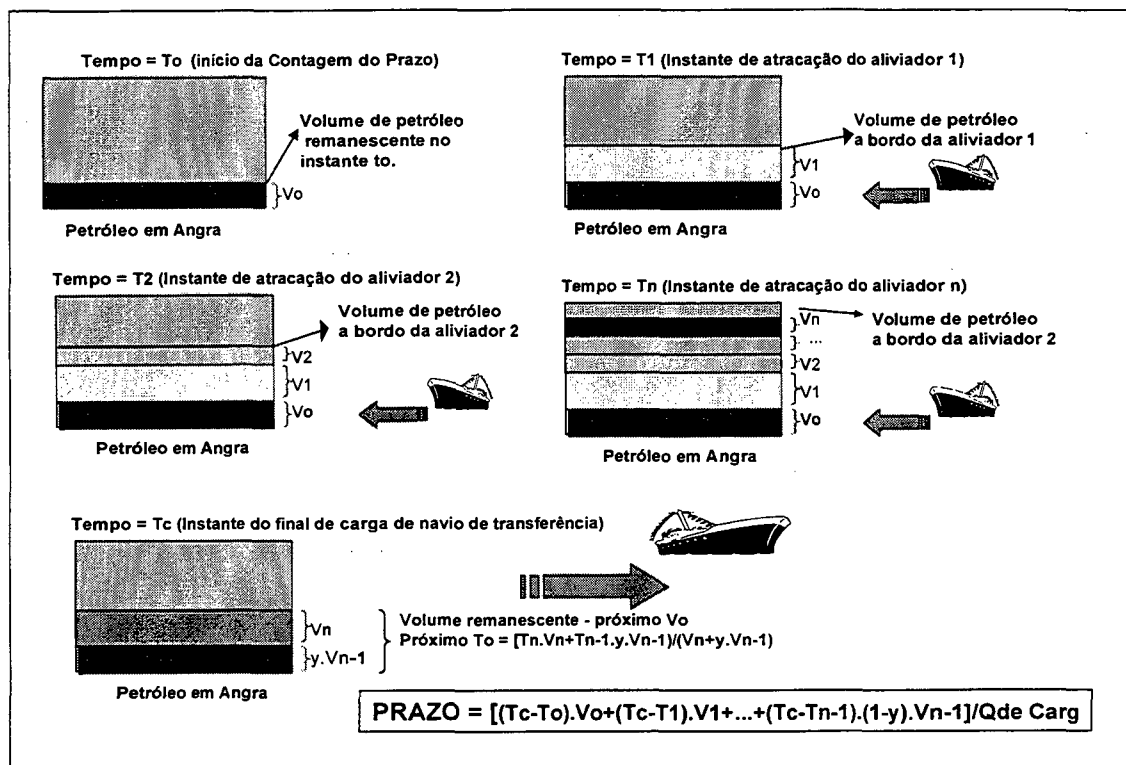 Tempo = To (início da Contagem do Prazo)
Volume de petróleo
remanescente no
instante to.
Vo
Petróleo em Angra
Tempo = T1 (Instante de atracação do aliviador 1)
Volume de petróleo
a bordo da aliviador 1
V1
Vo
Petróleo em Angra
Tempo = T2 (Instante de atracação do aliviador 2)
Volume de petróleo
a bordo da aliviador 2
V2
V1
Vo
Petróleo em Angra
Tempo = Tn (Instante de atracação do aliviador n)
Volume de petróleo
a bordo da aliviador 2
Vn
...
V2
V1
Vo
Petróleo em Angra
Tempo = Tc (Instante do final de carga de navio de transferência)
Vn
y.Vn-1
Volume remanescente - próximo Vo
Próximo To = [Tn.Vn+Tn-1.y.Vn-1)/(Vn+y.Vn-1)
Petróleo em Angra
PRAZO = [(Tc-To).Vo+(Tc-T1).V1+...+(Tc-Tn-1).(1-y).Vn-1]/Qde Carg